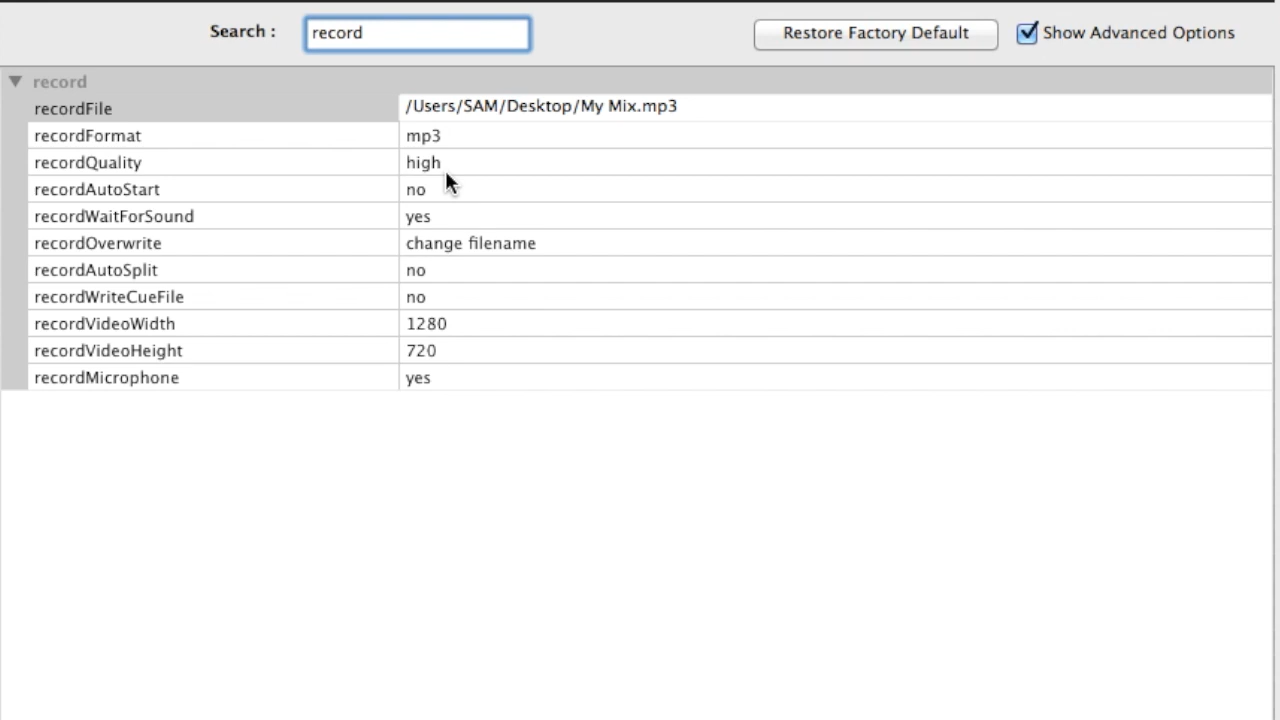 Search : record Restore Factory Default Show Advanced Options
record
recordFile /Users/SAM/Desktop/My Mix.mp3
recordFormat mp3
recordQuality high
recordAutoStart no
recordWaitForSound yes
recordOverwrite change filename
recordAutoSplit no
recordWriteCueFile no
recordVideoWidth 1280
recordVideoHeight 720
recordMicrophone yes